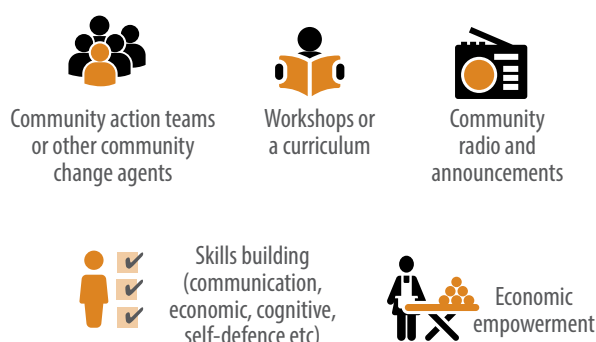 Community action teams
or other community
change agents
Workshops or
a curriculum
Community
radio and
announcements
Skills building
(communication,
economic, cognitive,
self-defence etc)
Economic
empowerment